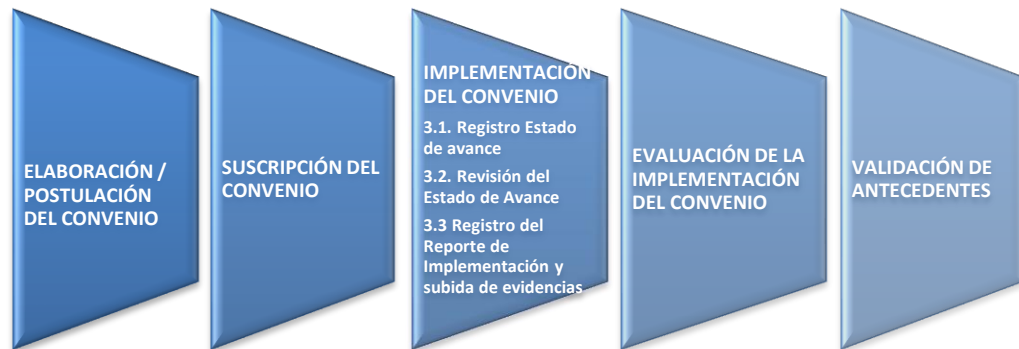 ELABORACIÓN /
POSTULACIÓN
DEL CONVENIO
SUSCRIPCIÓN DEL
CONVENIO
IMPLEMENTACIÓN
DEL CONVENIO
3.1. Registro Estado
de avance
3.2. Revisión del
Estado de Avance
3.3 Registro del
Reporte de
Implementación y
subida de evidencias
EVALUACIÓN DE LA
IMPLEMENTACIÓN
DEL CONVENIO
VALIDACIÓN DE
ANTECEDENTES